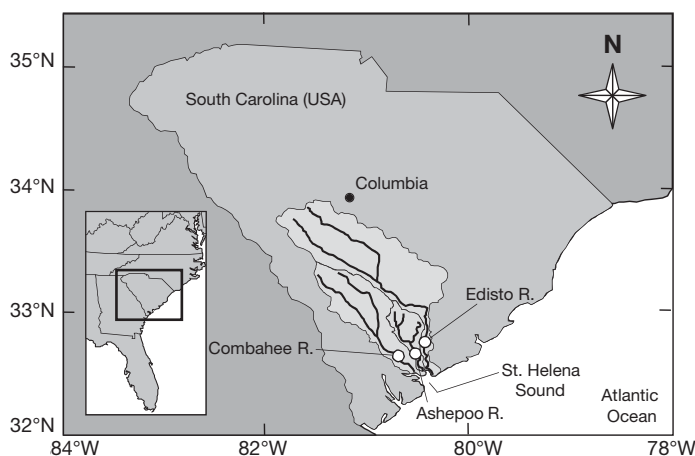 35°N
N
South Carolina (USA)
Columbia
34°N
33°N
Edisto R.
Combahee R.
St. Helena
Sound
Ashepoo R.
Atlantic
Ocean
32°N
84°W
82°W
80°W
78°W